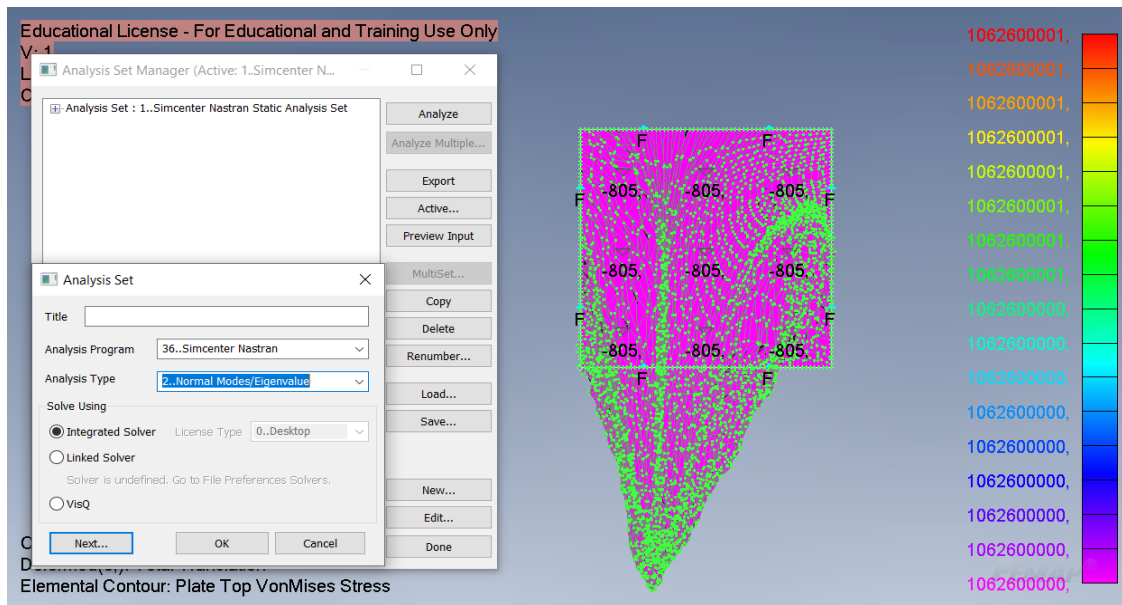 Educational License - For Educational and Training Use Only
V: 1
L
C
Analysis Set Manager (Active: 1..Simcenter N...
Analysis Set : 1..Simcenter Nastran Static Analysis Set
Analyze
Analyze Multiple...
Export
Active...
Preview Input
MultiSet...
Copy
Delete
Renumber...
Load...
Save...
New...
Edit...
Done
Analysis Set
Title
Analysis Program 36..Simcenter Nastran
Analysis Type 2..Normal Modes/Eigenvalue
Solve Using
Integrated Solver License Type 0..Desktop
Linked Solver
Solver is undefined. Go to File Preferences Solvers.
VisQ
Next... OK Cancel
Elemental Contour: Plate Top VonMises Stress
F F
F -805, -805, -805, F
-805, -805, -805,
F F
-805, -805, -805,
F F
1062600001,
1062600001,
1062600001,
1062600001,
1062600001,
1062600001,
1062600001,
1062600001,
1062600000,
1062600000,
1062600000,
1062600000,
1062600000,
1062600000,
1062600000,
1062600000,
1062600000,
FEMAP